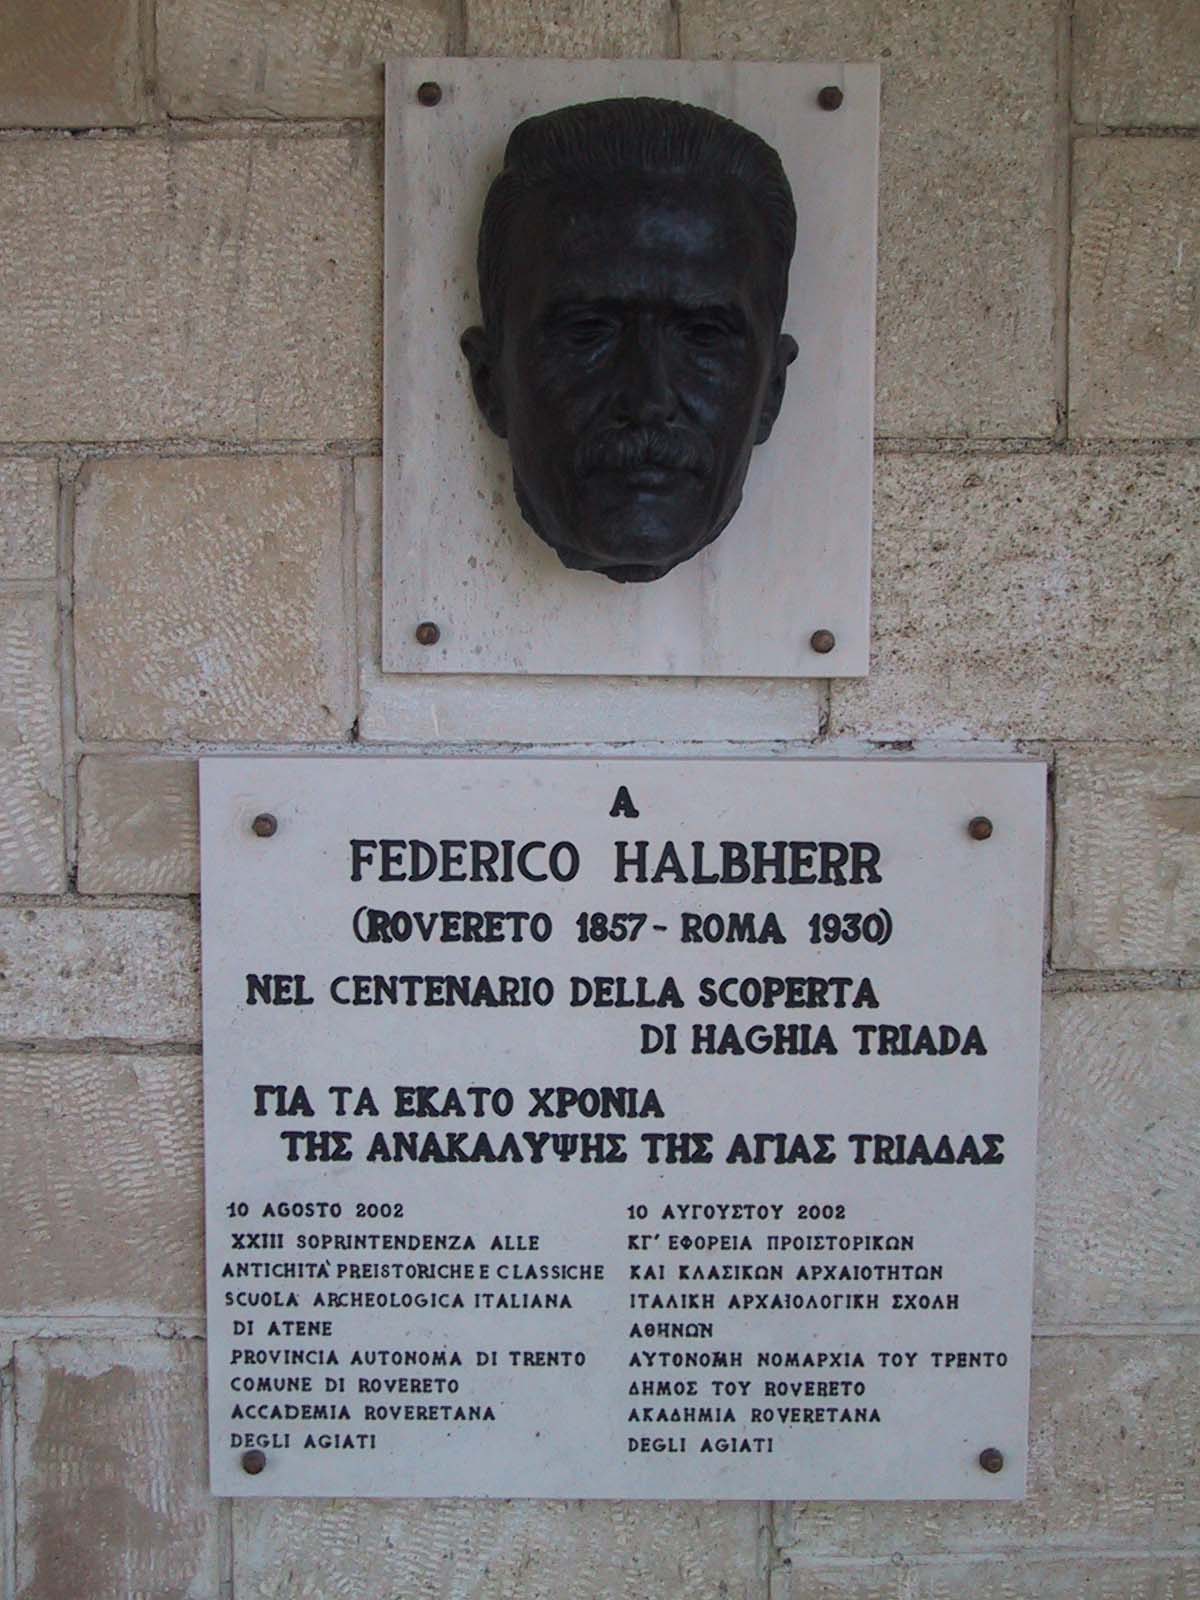 A
FEDERICO HALBHERR
(ROVERETO 1857 - ROMA 1930)
NEL CENTENARIO DELLA SCOPERTA
DI HAGHIA TRIADA
ΓΙΑ ΤΑ ΕΚΑΤΟ ΧΡΟΝΙΑ
ΤΗΣ ΑΝΑΚΑΛΥΨΗΣ ΤΗΣ ΑΓΙΑΣ ΤRΙΑΔΑΣ
10 AGOSTO 2002
XXIII SOPRINTENDENZA ALLE
ANTICHITA' PREISTORICHE E CLASSICHE
SCUOLA ARCHEOLOGICA ITALIANA
DI ATENE
PROVINCIA AUTONOMA DI TRENTO
COMUNE DI ROVERETO
ACCADEMIA ROVERETANA
DEGLI AGIATI
10 ΑΥΓΟΥΣΤΟΥ 2002
ΚΓ' ΕΦΟΡΕΙΑ ΠΡΟΙΣΤΟΡΙΚΩΝ
ΚΑΙ ΚΛΑΣΙΚΩΝ ΑΡΧΑΙΟΤΗΤΩΝ
ΙΤΑΛΙΚΗ ΑΡΧΑΙΟΛΟΓΙΚΗ ΣΧΟΛΗ
ΑΘΗΝΩΝ
ΑΥΤΟΝΟΜΗ ΝΟΜΑΡΧΙΑ ΤΟΥ ΤΡΕΝΤΟ
ΔΗΜΟΣ ΤΟΥ ROVERETO
ΑΚΑΔΗΜΙΑ ROVERETANA
DEGLI AGIATI